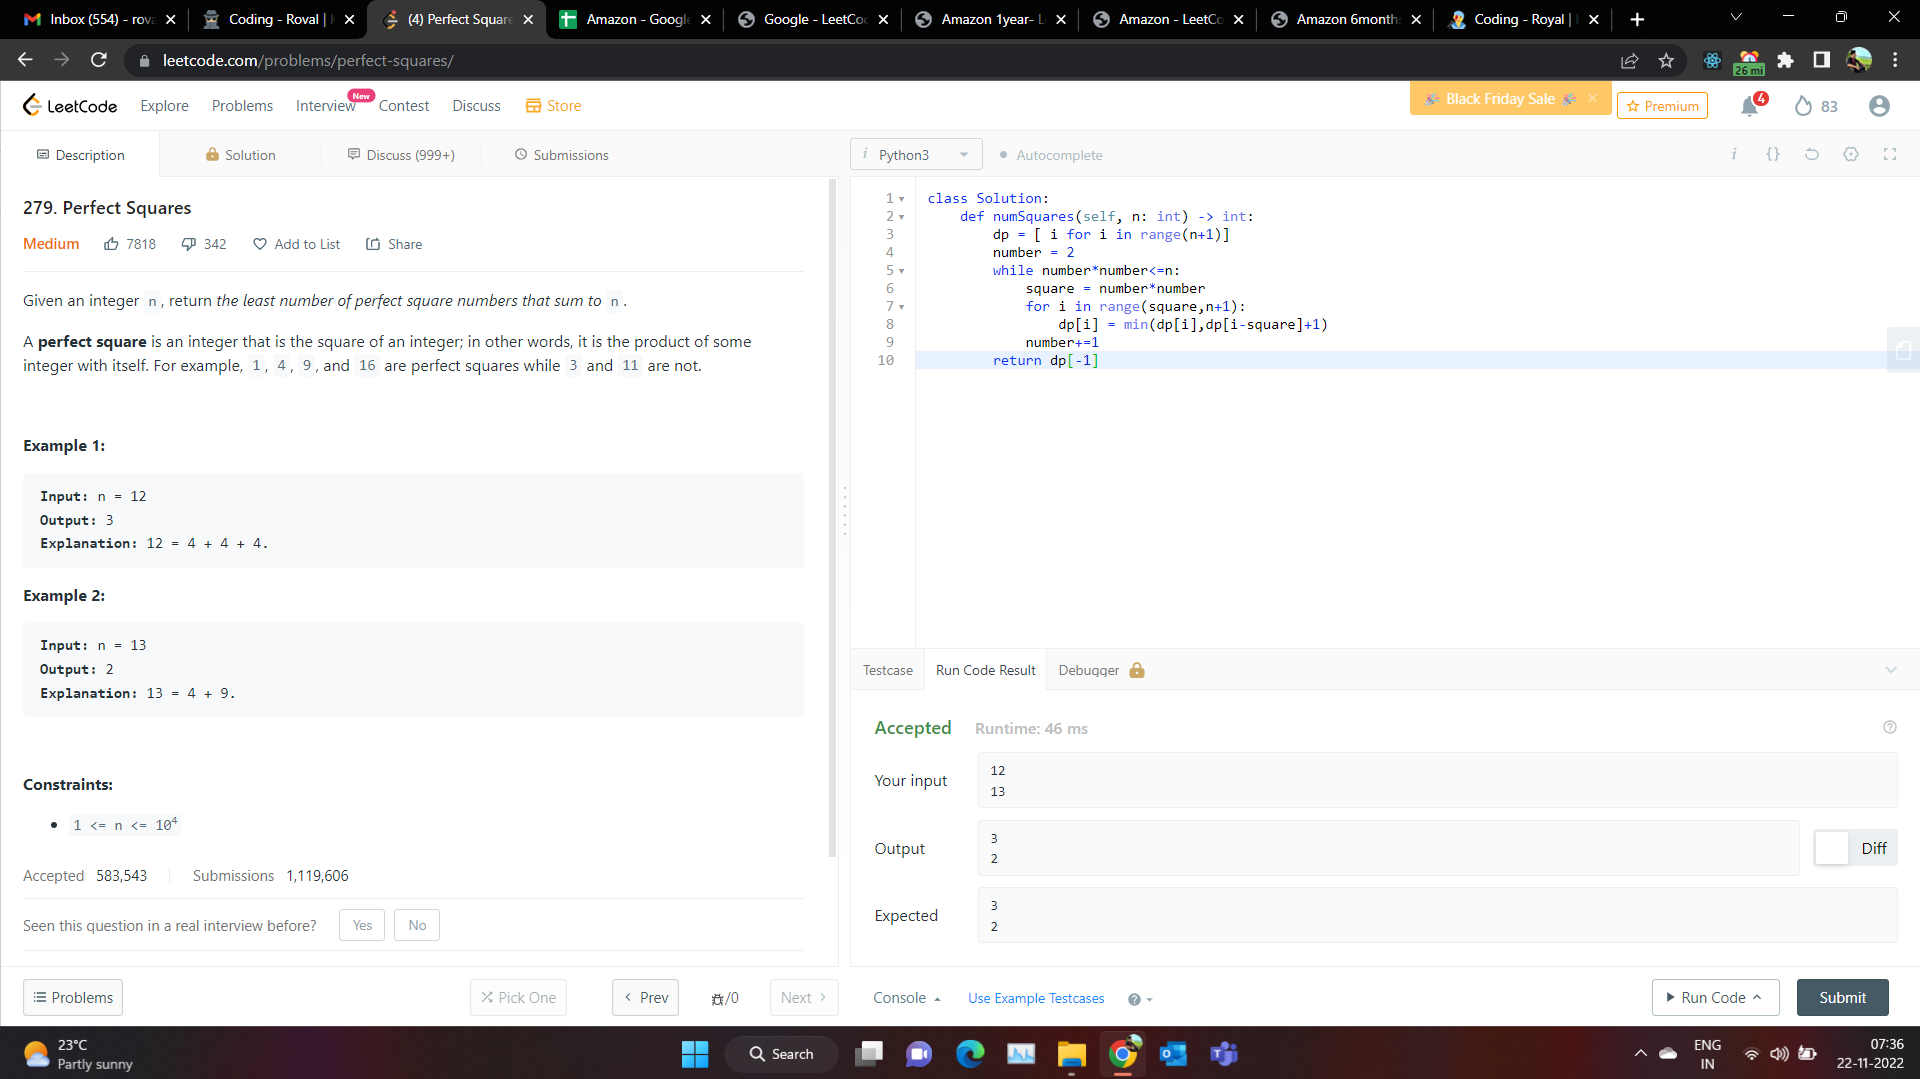 Inbox (554) - rova
Coding - Roval |
(4) Perfect Square
Amazon - Google
Google - LeetCo
Amazon 1year- L
Amazon - LeetCo
Amazon 6month
Coding - Royal |
leetcode.com/problems/perfect-squares/
26 mi
LeetCode
Explore
Problems
Interview
New
Contest
Discuss
Store
Black Friday Sale
Premium
4
83
Description
Solution
Discuss (999+)
Submissions
i Python3
Autocomplete
279. Perfect Squares
Medium
7818
342
Add to List
Share
Given an integer n, return the least number of perfect square numbers that sum to n.
A perfect square is an integer that is the square of an integer; in other words, it is the product of some
integer with itself. For example, 1, 4, 9, and 16 are perfect squares while 3 and 11 are not.
Example 1:
Input: n = 12
Output: 3
Explanation: 12 = 4 + 4 + 4.
Example 2:
Input: n = 13
Output: 2
Explanation: 13 = 4 + 9.
Constraints:
1 <= n <= 10⁴
Accepted 583,543
Submissions 1,119,606
Seen this question in a real interview before?
Yes
No
Problems
Pick One
Prev
/0
Next
1 class Solution:
2     def numSquares(self, n: int) -> int:
3         dp = [ i for i in range(n+1)]
4         number = 2
5         while number*number<=n:
6             square = number*number
7             for i in range(square,n+1):
8                 dp[i] = min(dp[i],dp[i-square]+1)
9             number+=1
10         return dp[-1]
Testcase
Run Code Result
Debugger
Accepted
Runtime: 46 ms
Your input
12
13
Output
3
2
Diff
Expected
3
2
Console
Use Example Testcases
Run Code
Submit
23°C
Partly sunny
Search
ENG
IN
07:36
22-11-2022